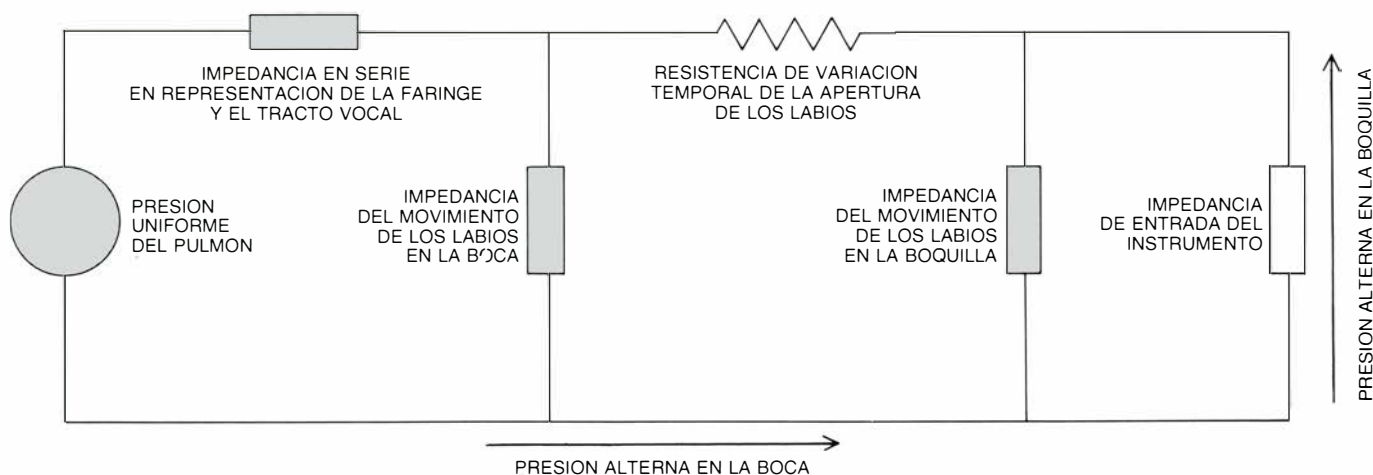 IMPEDANCIA EN SERIE
EN REPRESENTACION DE LA FARINGE
Y EL TRACTO VOCAL
RESISTENCIA DE VARIACION
TEMPORAL DE LA APERTURA
DE LOS LABIOS
PRESION
UNIFORME
DEL PULMON
IMPEDANCIA
DEL MOVIMIENTO
DE LOS LABIOS
EN LA BOCA
IMPEDANCIA
DEL MOVIMIENTO
DE LOS LABIOS
EN LA BOQUILLA
IMPEDANCIA
DE ENTRADA DEL
INSTRUMENTO
PRESION ALTERNA EN LA BOQUILLA
PRESION ALTERNA EN LA BOCA